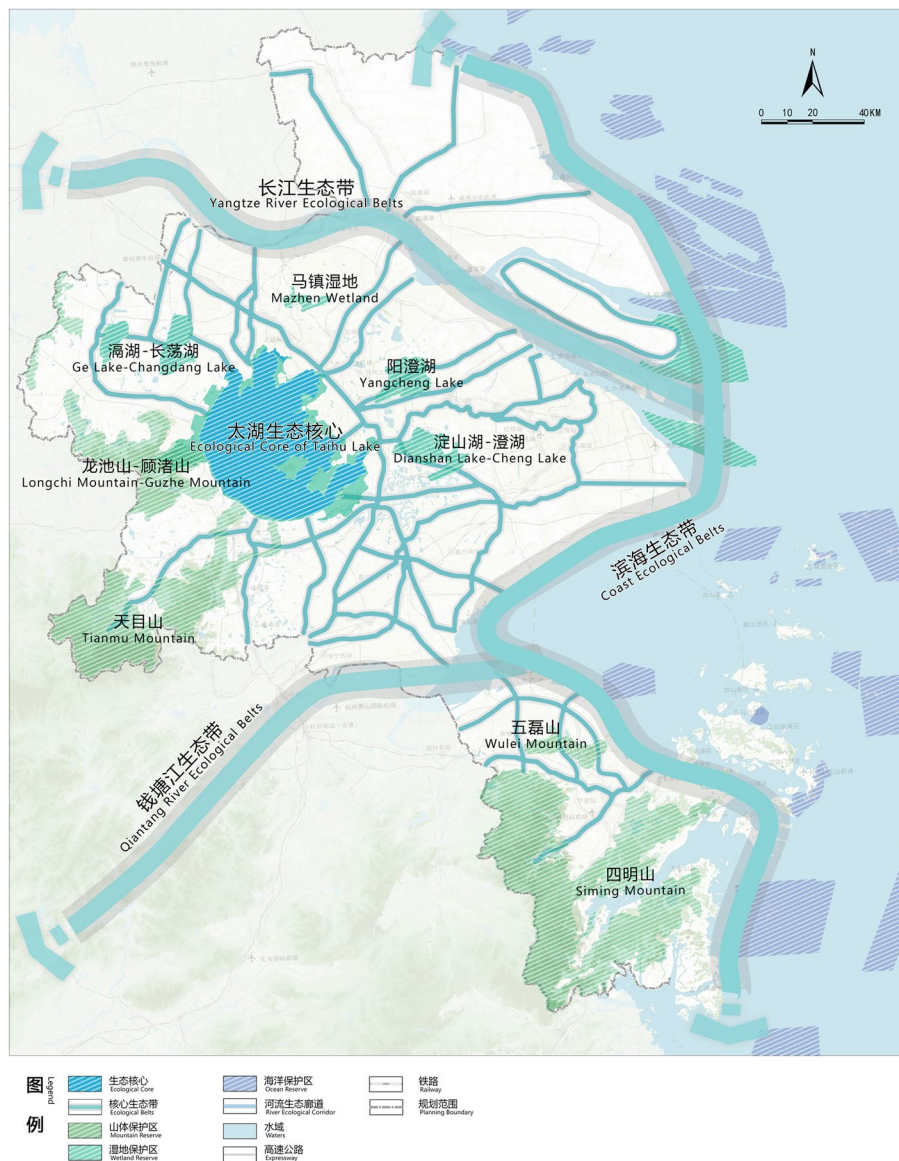 N
0 10 20 40KM
长江生态带
Yangtze River Ecological Belts
马镇湿地
Mazhen Wetland
滆湖-长荡湖
Ge Lake-Changdang Lake
阳澄湖
Yangcheng Lake
太湖生态核心
Ecological Core of Taihu Lake
淀山湖-澄湖
Dianshan Lake-Cheng Lake
龙池山-顾渚山
Longchi Mountain-Guzhe Mountain
滨海生态带
Coast Ecological Belts
天目山
Tianmu Mountain
五磊山
Wulei Mountain
钱塘江生态带
Qiantang River Ecological Belts
四明山
Siming Mountain
图例
Legend
生态核心
Ecological Core
核心生态带
Ecological Belts
山体保护区
Mountain Reserve
湿地保护区
Wetland Reserve
海洋保护区
Ocean Reserve
河流生态廊道
River Ecological Corridor
水域
Waters
高速公路
Expressway
铁路
Railway
规划范围
Planning Boundary